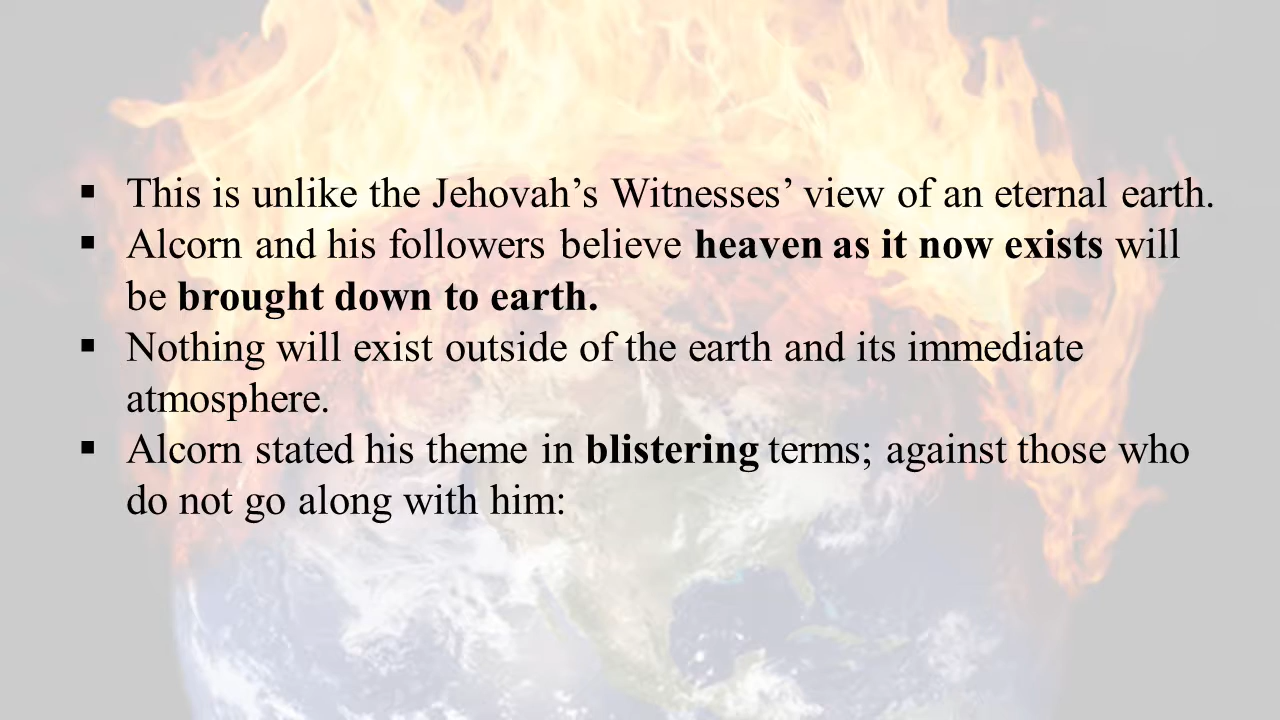 ▪ This is unlike the Jehovah’s Witnesses’ view of an eternal earth.
▪ Alcorn and his followers believe heaven as it now exists will
be brought down to earth.
▪ Nothing will exist outside of the earth and its immediate
atmosphere.
▪ Alcorn stated his theme in blistering terms; against those who
do not go along with him: